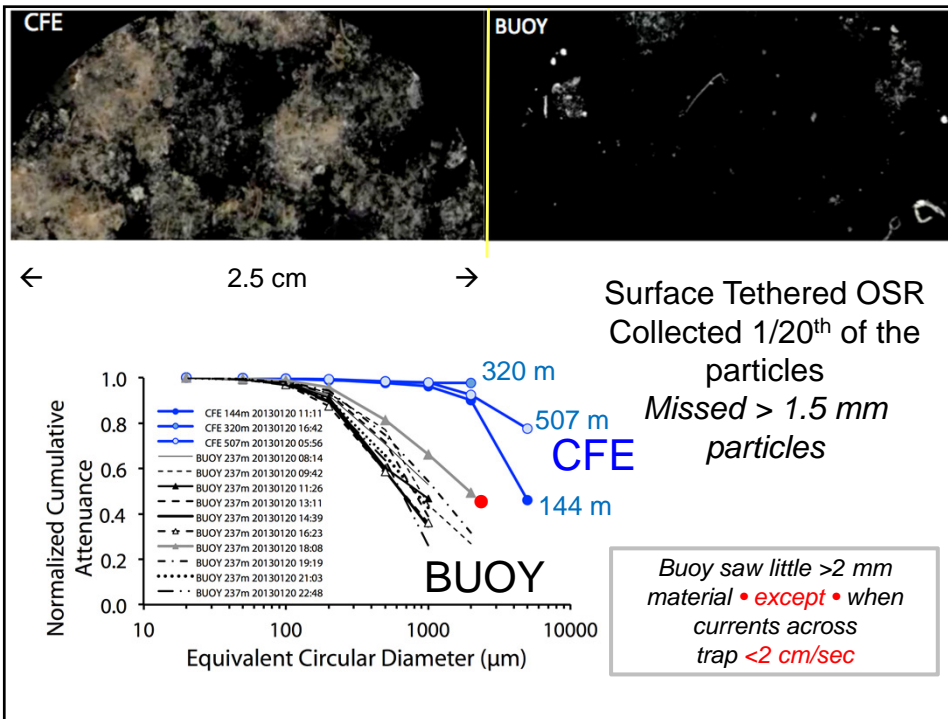 CFE
BUOY
← 2.5 cm →
Surface Tethered OSR
Collected 1/20th of the
particles
Missed > 1.5 mm
particles
Normalized Cumulative
Attenuance
1.0
0.8
0.6
0.4
0.2
0.0
CFE 144m 20130120 11:11
CFE 320m 20130120 16:42
CFE 507m 20130120 05:56
BUOY 237m 20130120 08:14
BUOY 237m 20130120 09:42
BUOY 237m 20130120 11:26
BUOY 237m 20130120 13:11
BUOY 237m 20130120 14:39
BUOY 237m 20130120 16:23
BUOY 237m 20130120 18:08
BUOY 237m 20130120 19:19
BUOY 237m 20130120 21:03
BUOY 237m 20130120 22:48
320 m
507 m
CFE
144 m
BUOY
10 100 1000 10000
Equivalent Circular Diameter (µm)
Buoy saw little >2 mm
material • except • when
currents across
trap <2 cm/sec